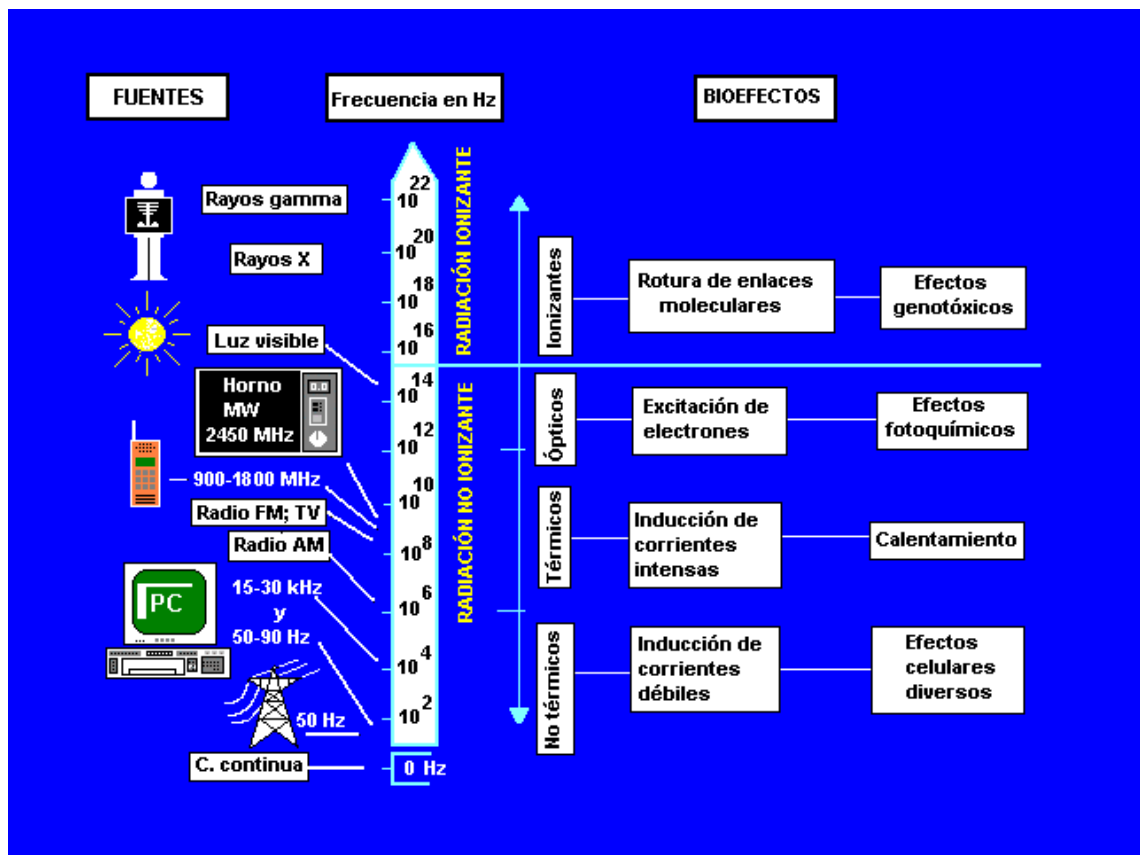 FUENTES
Frecuencia en Hz
BIOEFECTOS
Rayos gamma
Rayos X
Luz visible
Horno
MW
2450 MHz
900-1800 MHz
Radio FM; TV
Radio AM
PC
15-30 kHz
y
50-90 Hz
50 Hz
C. continua
10^22
10^20
10^18
10^16
10^14
10^12
10^10
10^8
10^6
10^4
10^2
0 Hz
RADIACIÓN IONIZANTE
RADIACIÓN NO IONIZANTE
Ionizantes
Rotura de enlaces
moleculares
Efectos
genotóxicos
Ópticos
Excitación de
electrones
Efectos
fotoquímicos
Térmicos
Inducción de
corrientes
intensas
Calentamiento
No térmicos
Inducción de
corrientes
débiles
Efectos
celulares
diversos